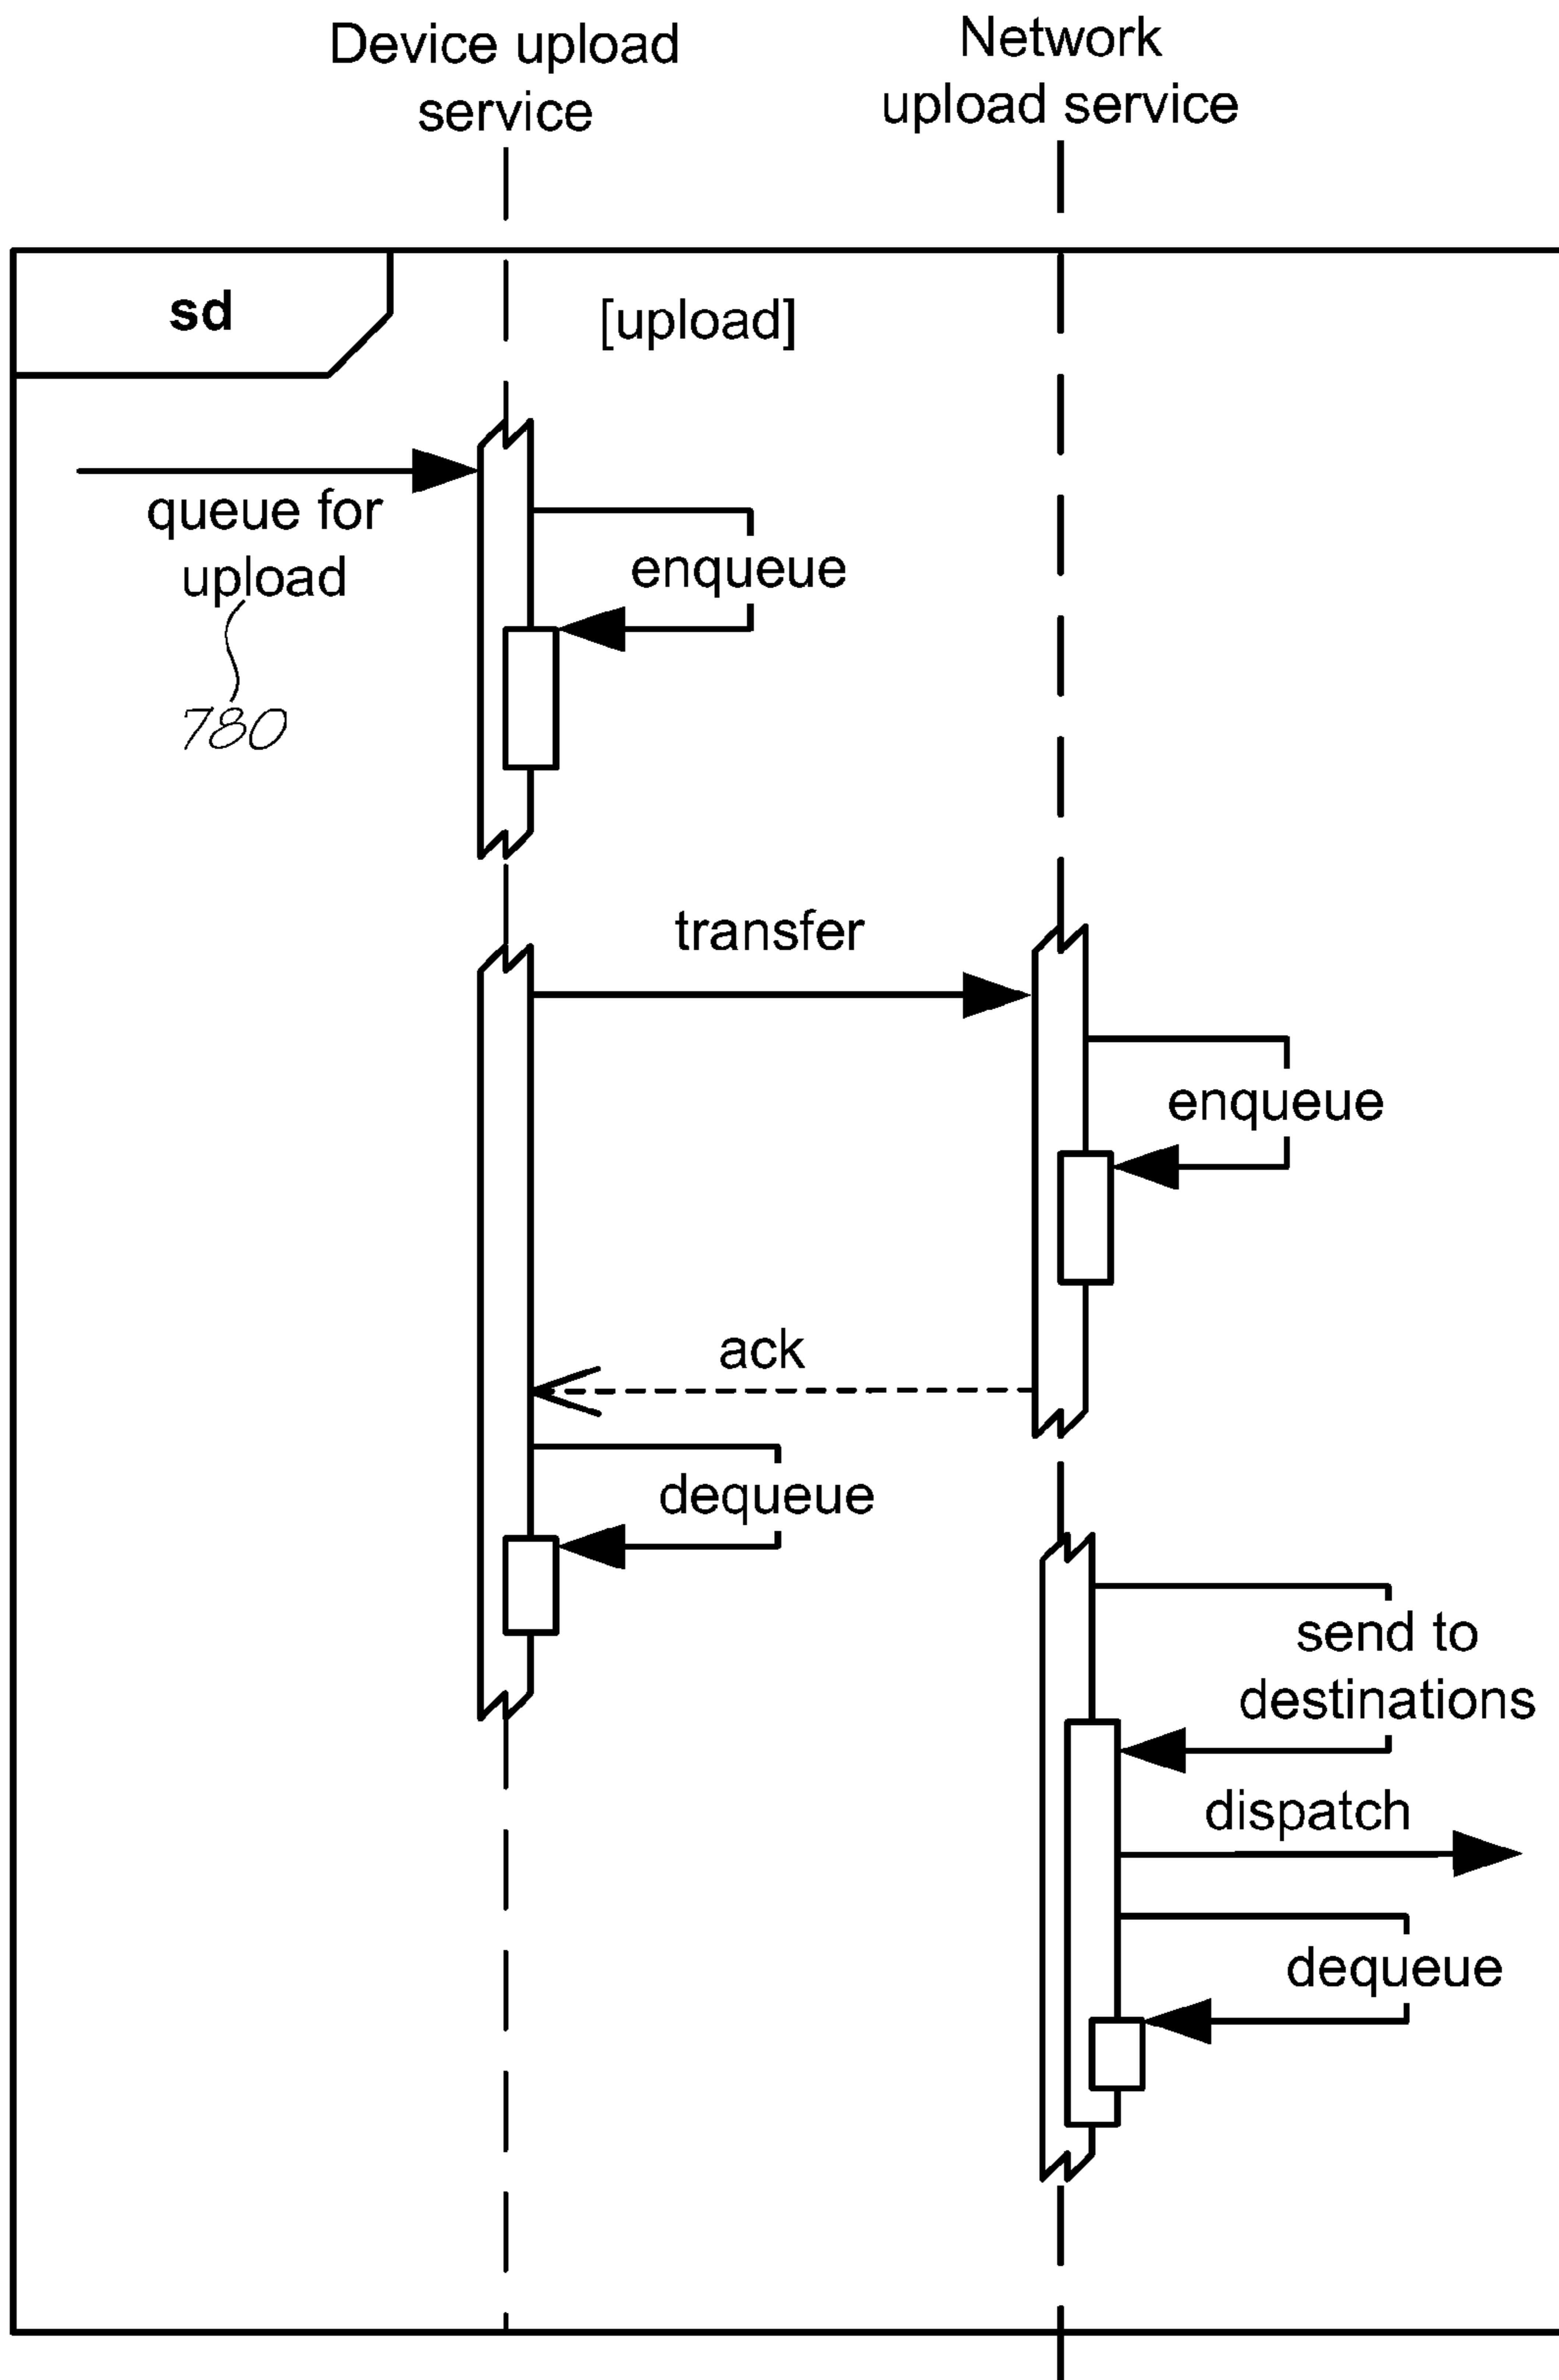 Device upload
service
Network
upload service
sd
[upload]
queue for
upload
780
enqueue
transfer
enqueue
ack
dequeue
send to
destinations
dispatch
dequeue